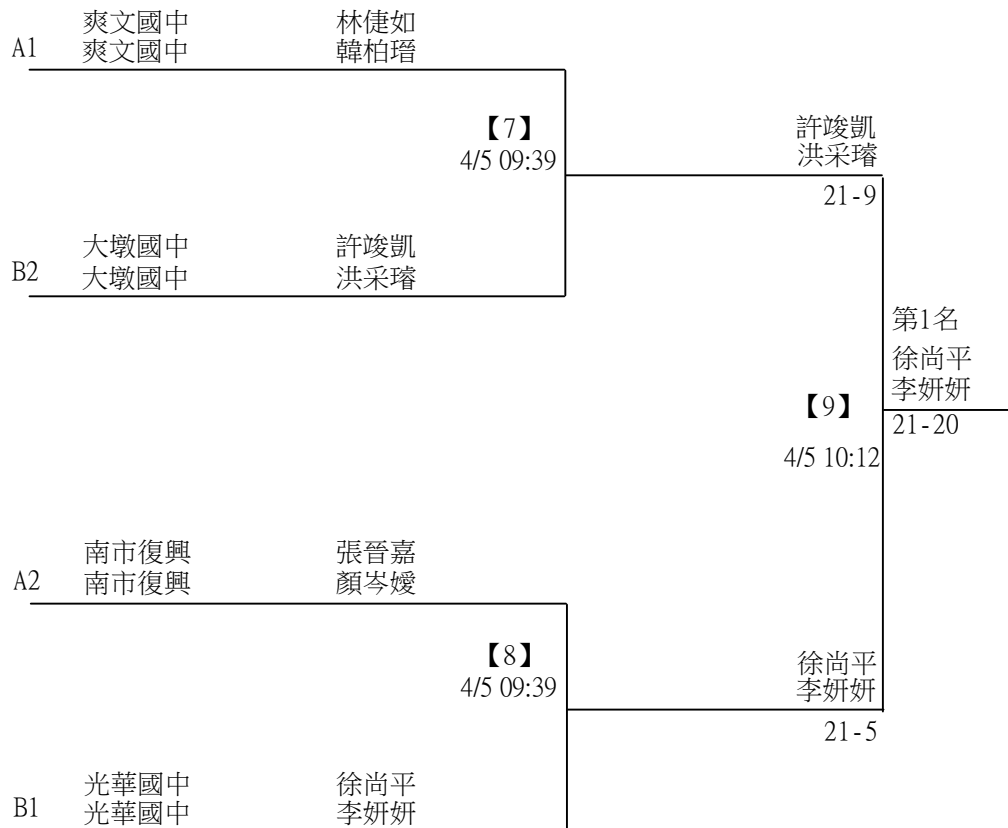 爽文國中 林倢如
A1 爽文國中 韓柏瑨
【7】
4/5 09:39
許竣凱
洪采璿
21-9
大墩國中 許竣凱
B2 大墩國中 洪采璿
第1名
徐尚平
李妍妍
【9】
21-20
4/5 10:12
南市復興 張晉嘉
A2 南市復興 顏岑嫒
【8】
4/5 09:39
徐尚平
李妍妍
21-5
光華國中 徐尚平
B1 光華國中 李妍妍